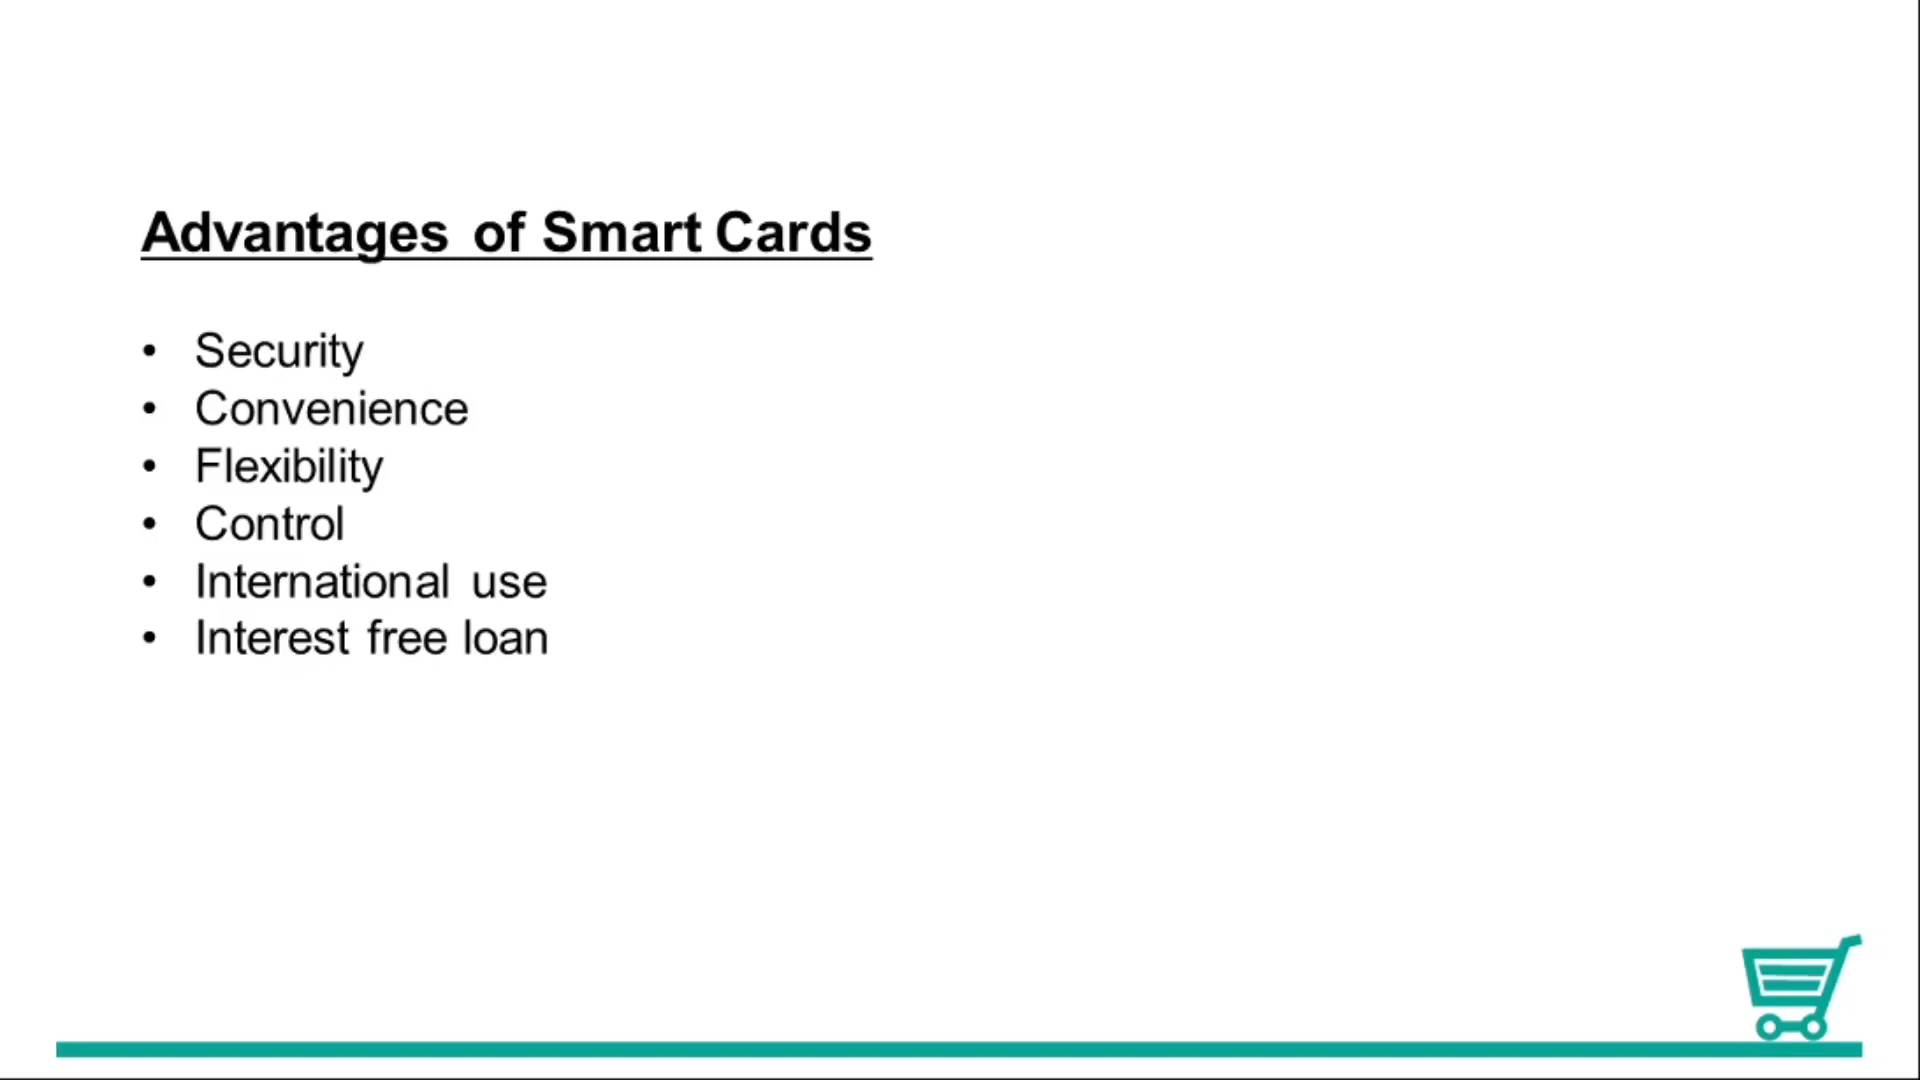 Advantages of Smart Cards
• Security
• Convenience
• Flexibility
• Control
• International use
• Interest free loan